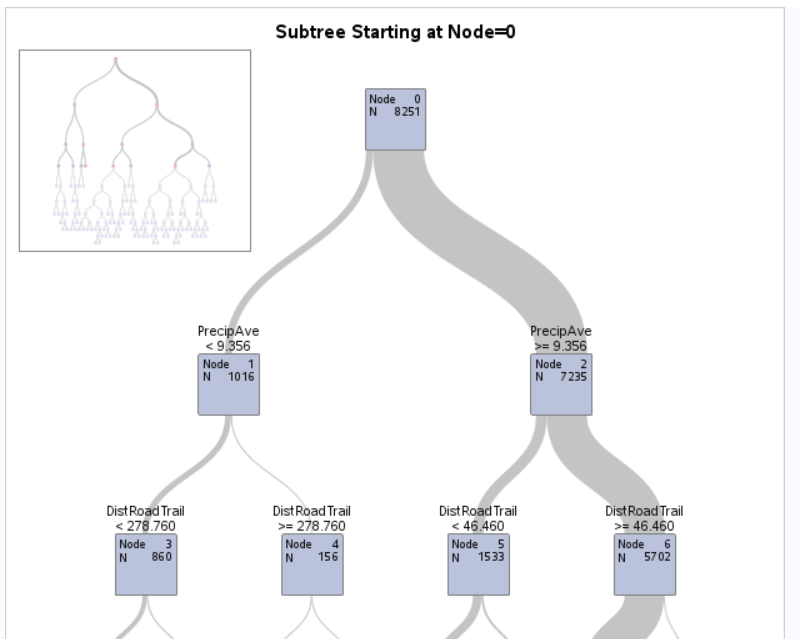 Subtree Starting at Node=0
Node 0
N 8251
PrecipAve
< 9.356
Node 1
N 1016
PrecipAve
>= 9.356
Node 2
N 7235
DistRoadTrail
< 278.760
Node 3
N 860
DistRoadTrail
>= 278.760
Node 4
N 156
DistRoadTrail
< 46.460
Node 5
N 1533
DistRoadTrail
>= 46.460
Node 6
N 5702